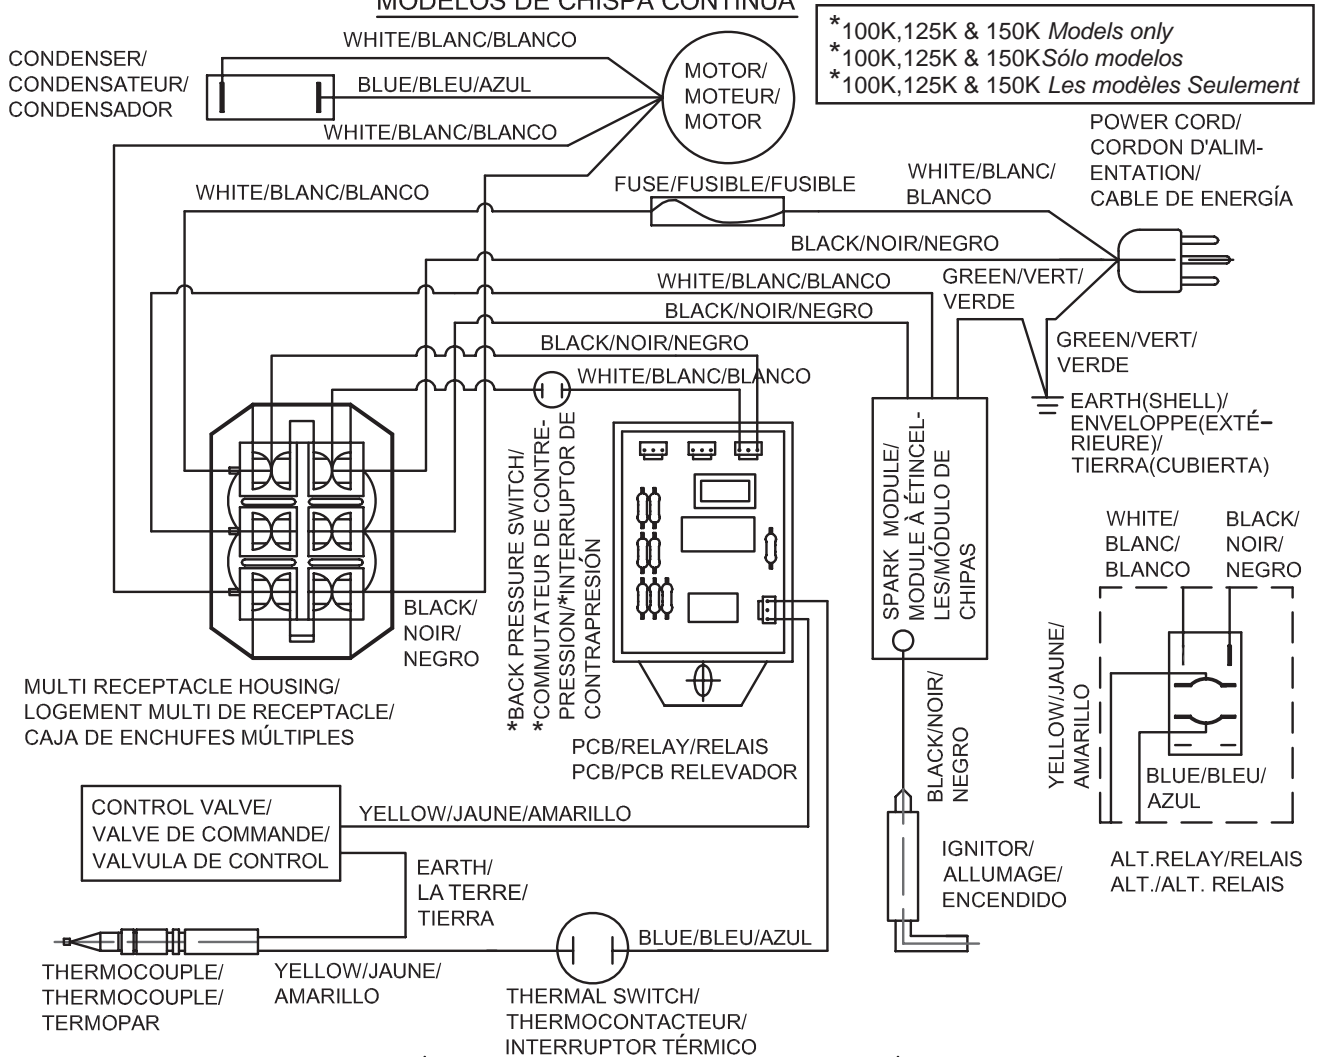 MODELOS DE CHISPA CONTINUA
*100K,125K & 150K Models only
*100K,125K & 150K Sólo modelos
*100K,125K & 150K Les modèles Seulement
CONDENSER/
CONDENSATEUR/
CONDENSADOR
WHITE/BLANC/BLANCO
BLUE/BLEU/AZUL
WHITE/BLANC/BLANCO
MOTOR/
MOTEUR/
MOTOR
POWER CORD/
CORDON D'ALIM-
ENTATION/
CABLE DE ENERGÍA
WHITE/BLANC/BLANCO
FUSE/FUSIBLE/FUSIBLE
WHITE/BLANC/
BLANCO
BLACK/NOIR/NEGRO
WHITE/BLANC/BLANCO
GREEN/VERT/
VERDE
BLACK/NOIR/NEGRO
BLACK/NOIR/NEGRO
GREEN/VERT/
VERDE
WHITE/BLANC/BLANCO
EARTH(SHELL)/
ENVELOPPE(EXTÉ-
RIEURE)/
TIERRA(CUBIERTA)
*BACK PRESSURE SWITCH/
*COMMUTATEUR DE CONTRE-
PRESSION/*INTERRUPTOR DE
CONTRAPRESIÓN
SPARK MODULE/
MODULE À ÉTINCEL-
LES/MÓDULO DE
CHIPAS
WHITE/
BLANC/
BLANCO
BLACK/
NOIR/
NEGRO
BLACK/
NOIR/
NEGRO
MULTI RECEPTACLE HOUSING/
LOGEMENT MULTI DE RECEPTACLE/
CAJA DE ENCHUFES MÚLTIPLES
PCB/RELAY/RELAIS
PCB/PCB RELEVADOR
BLACK/NOIR/
NEGRO
YELLOW/JAUNE/
AMARILLO
BLUE/BLEU/
AZUL
CONTROL VALVE/
VALVE DE COMMANDE/
VALVULA DE CONTROL
YELLOW/JAUNE/AMARILLO
EARTH/
LA TERRE/
TIERRA
IGNITOR/
ALLUMAGE/
ENCENDIDO
ALT.RELAY/RELAIS
ALT./ALT. RELAIS
BLUE/BLEU/AZUL
THERMOCOUPLE/
THERMOCOUPLE/
TERMOPAR
YELLOW/JAUNE/
AMARILLO
THERMAL SWITCH/
THERMOCONTACTEUR/
INTERRUPTOR TÉRMICO